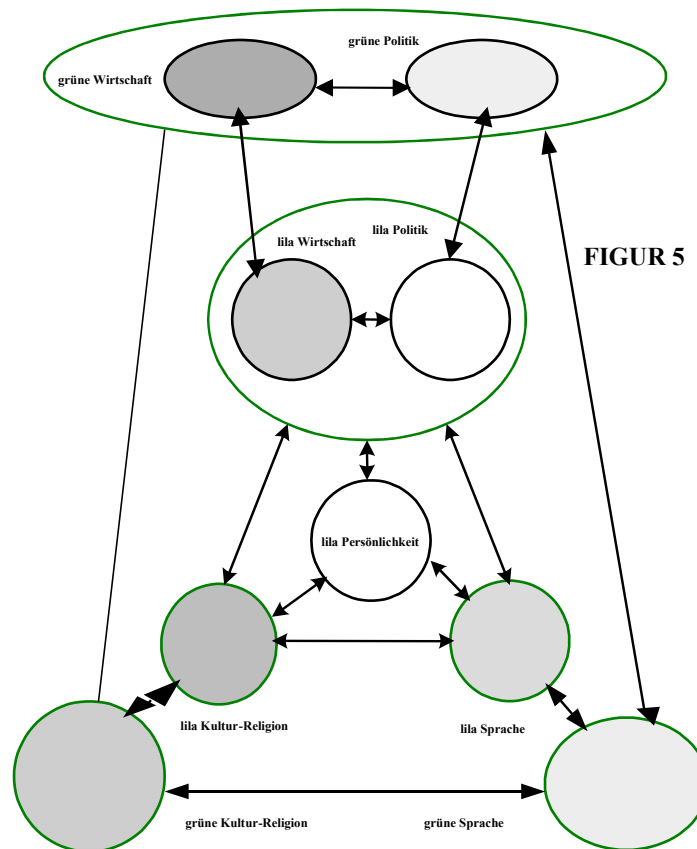 grüne Politik
grüne Wirtschaft
lila Politik
lila Wirtschaft
FIGUR 5
lila Persönlichkeit
lila Kultur-Religion
lila Sprache
grüne Kultur-Religion
grüne Sprache